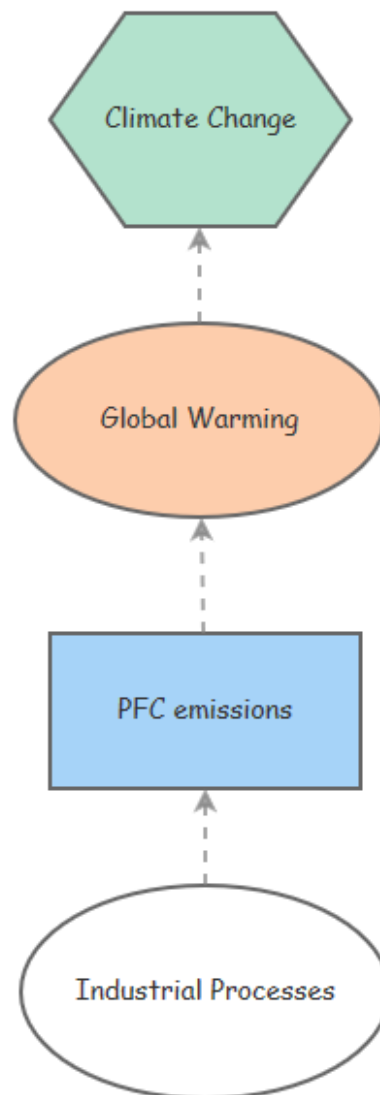 Climate Change
Global Warming
PFC emissions
Industrial Processes